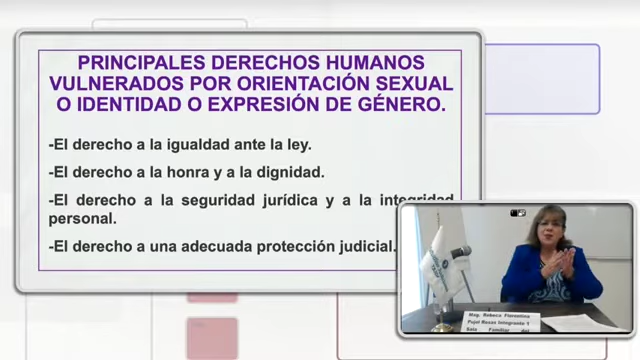 PRINCIPALES DERECHOS HUMANOS
VULNERADOS POR ORIENTACIÓN SEXUAL
O IDENTIDAD O EXPRESIÓN DE GÉNERO.
-El derecho a la igualdad ante la ley.
-El derecho a la honra y a la dignidad.
-El derecho a la seguridad jurídica y a la integridad
personal.
-El derecho a una adecuada protección judicial.
Mag. Rebeca Florentina
Pujol Rosas Integrante 1
Sala Familiar del